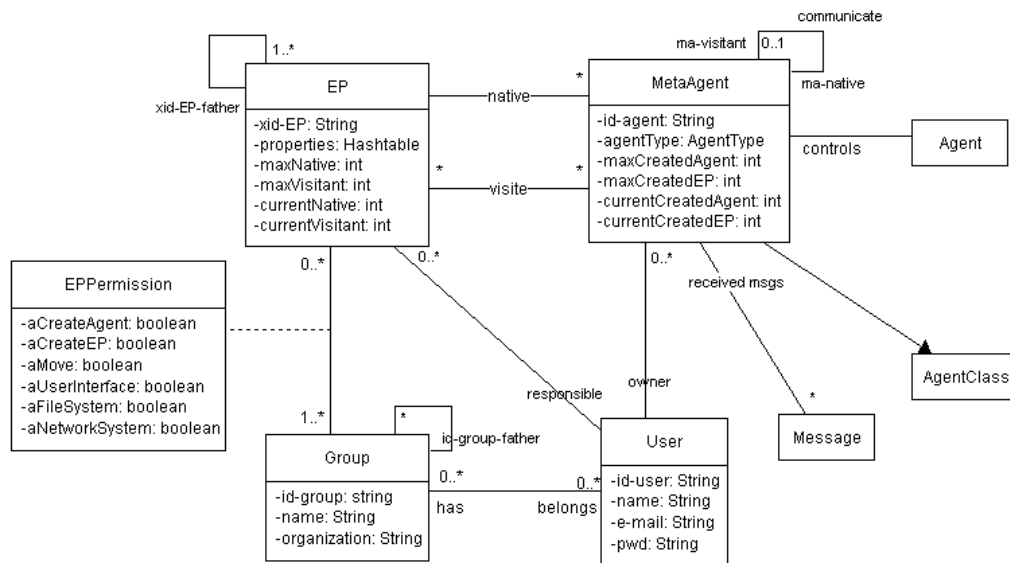 communicate
1..*
ma-visitant
0..1
EP
native
*
MetaAgent
ma-native
xid-EP-father
-xid-EP: String
-properties: Hashtable
-maxNative: int
-maxVisitant: int
-currentNative: int
-currentVisitant: int
*
visite
*
-id-agent: String
-agentType: AgentType
-maxCreatedAgent: int
-maxCreatedEP: int
-currentCreatedAgent: int
-currentCreatedEP: int
controls
Agent
0..*
0..*
0..*
received msgs
EPPermission
-aCreateAgent: boolean
-aCreateEP: boolean
-aMove: boolean
-aUserInterface: boolean
-aFileSystem: boolean
-aNetworkSystem: boolean
AgentClass
responsible
owner
*
Message
1..*
*
ic-group-father
Group
-id-group: string
-name: String
-organization: String
0..*
has
0..*
belongs
User
-id-user: String
-name: String
-e-mail: String
-pwd: String